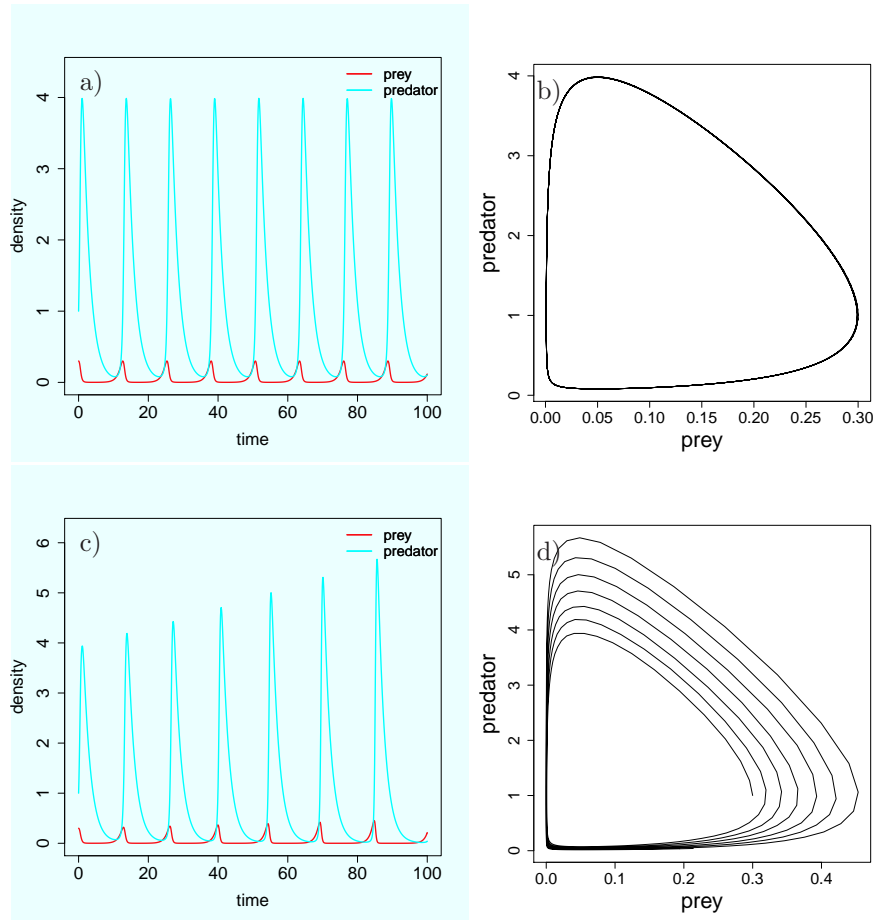 a)
prey
predator
density
0 1 2 3 4
0 20 40 60 80 100
time
b)
predator
0 1 2 3 4
0.00 0.05 0.10 0.15 0.20 0.25 0.30
prey
c)
prey
predator
density
0 1 2 3 4 5 6
0 20 40 60 80 100
time
d)
predator
0 1 2 3 4 5
0.0 0.1 0.2 0.3 0.4
prey